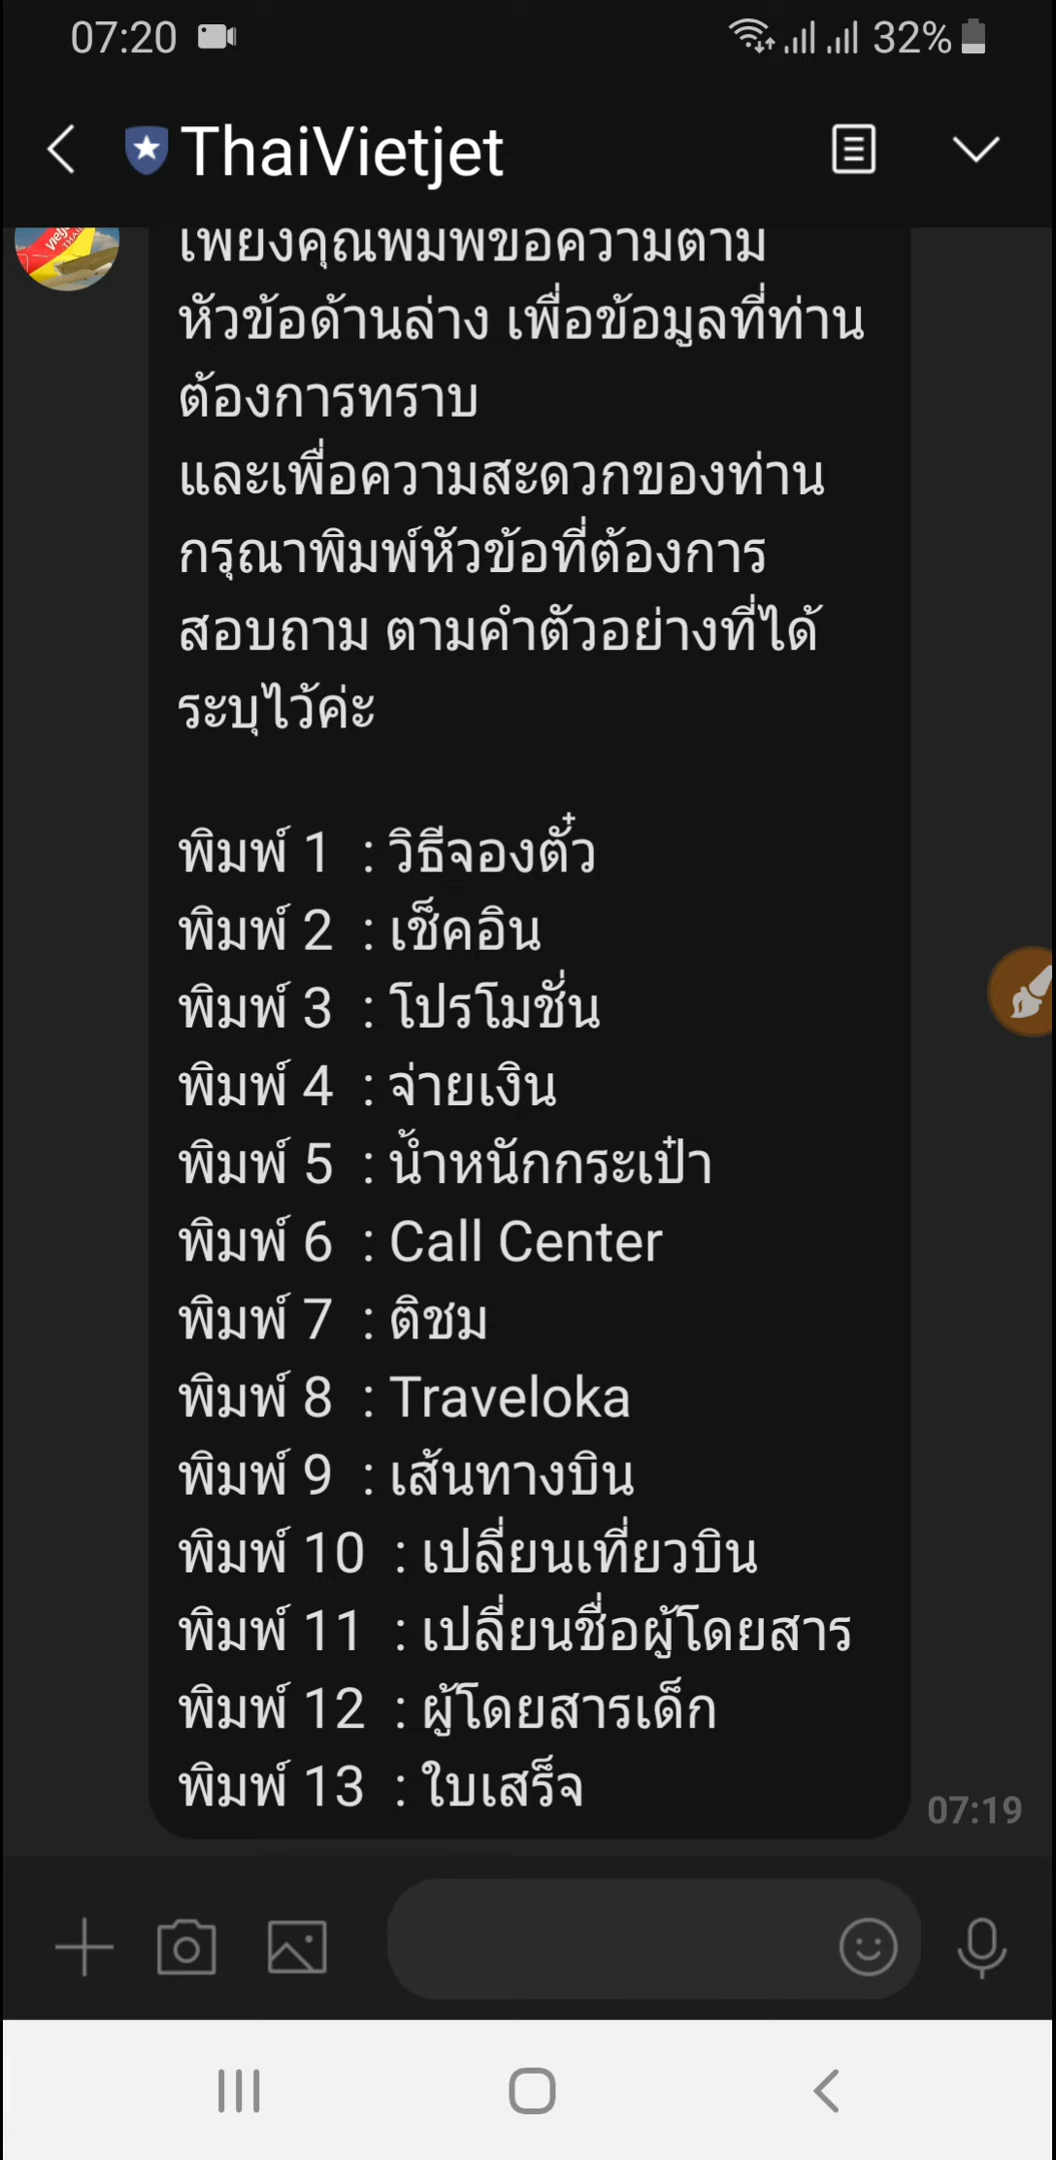 07:20
32%
ThaiVietjet
เพียงคุณพิมพ์ข้อความตาม
หัวข้อด้านล่าง เพื่อข้อมูลที่ท่าน
ต้องการทราบ
และเพื่อความสะดวกของท่าน
กรุณาพิมพ์หัวข้อที่ต้องการ
สอบถาม ตามคำตัวอย่างที่ได้
ระบุไว้ค่ะ
พิมพ์ 1 : วิธีจองตั๋ว
พิมพ์ 2 : เช็คอิน
พิมพ์ 3 : โปรโมชั่น
พิมพ์ 4 : จ่ายเงิน
พิมพ์ 5 : น้ำหนักกระเป๋า
พิมพ์ 6 : Call Center
พิมพ์ 7 : ติชม
พิมพ์ 8 : Traveloka
พิมพ์ 9 : เส้นทางบิน
พิมพ์ 10 : เปลี่ยนเที่ยวบิน
พิมพ์ 11 : เปลี่ยนชื่อผู้โดยสาร
พิมพ์ 12 : ผู้โดยสารเด็ก
พิมพ์ 13 : ใบเสร็จ
07:19